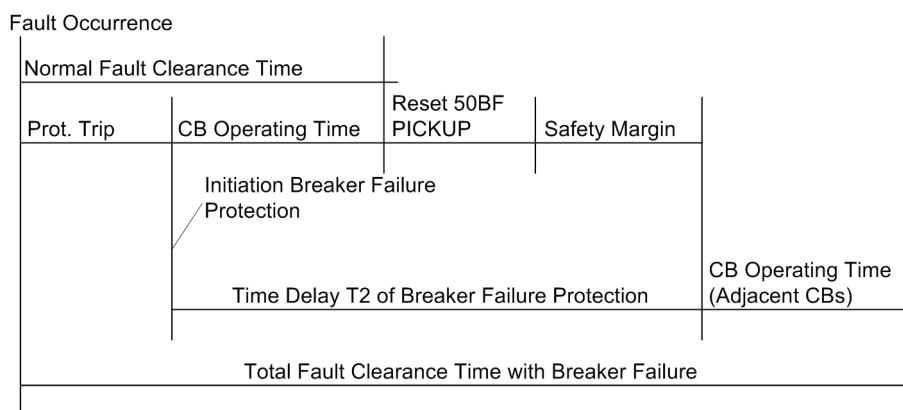 Fault Occurrence
Normal Fault Clearance Time
Prot. Trip
CB Operating Time
Reset 50BF
PICKUP
Safety Margin
Initiation Breaker Failure
Protection
Time Delay T2 of Breaker Failure Protection
CB Operating Time
(Adjacent CBs)
Total Fault Clearance Time with Breaker Failure